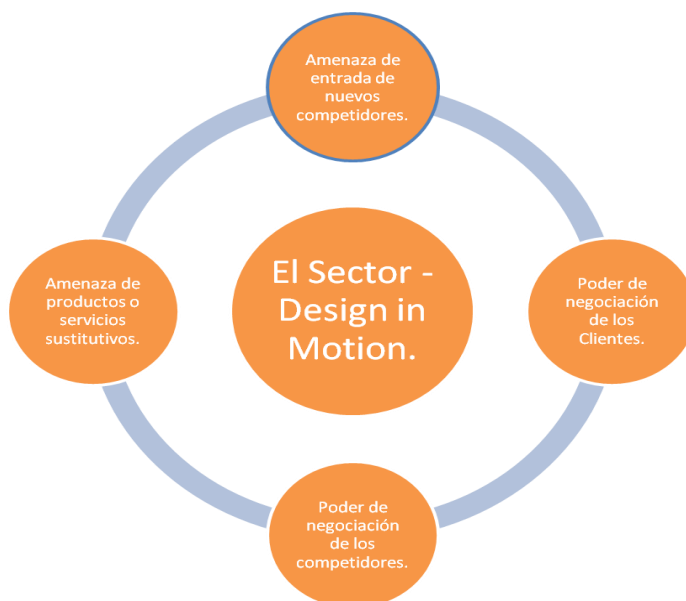 Amenaza de
entrada de
nuevos
competidores.
Amenaza de
productos o
servicios
sustitutivos.
El Sector -
Design in
Motion.
Poder de
negociación
de los
Clientes.
Poder de
negociación
de los
competidores.